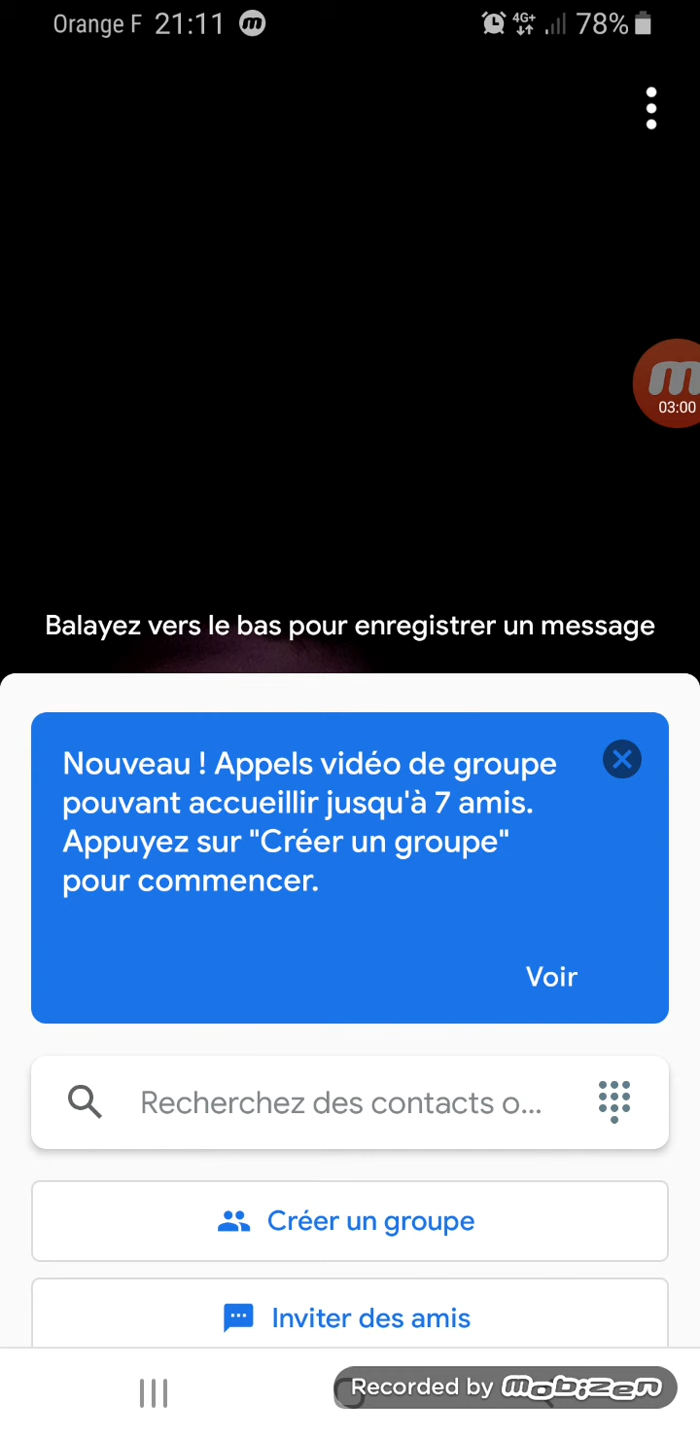 Orange F 21:11 m 4G+ 78%
m
03:00
Balayez vers le bas pour enregistrer un message
Nouveau ! Appels vidéo de groupe
pouvant accueillir jusqu'à 7 amis.
Appuyez sur "Créer un groupe"
pour commencer.
Voir
Recherchez des contacts o...
Créer un groupe
Inviter des amis
Recorded by mobizen